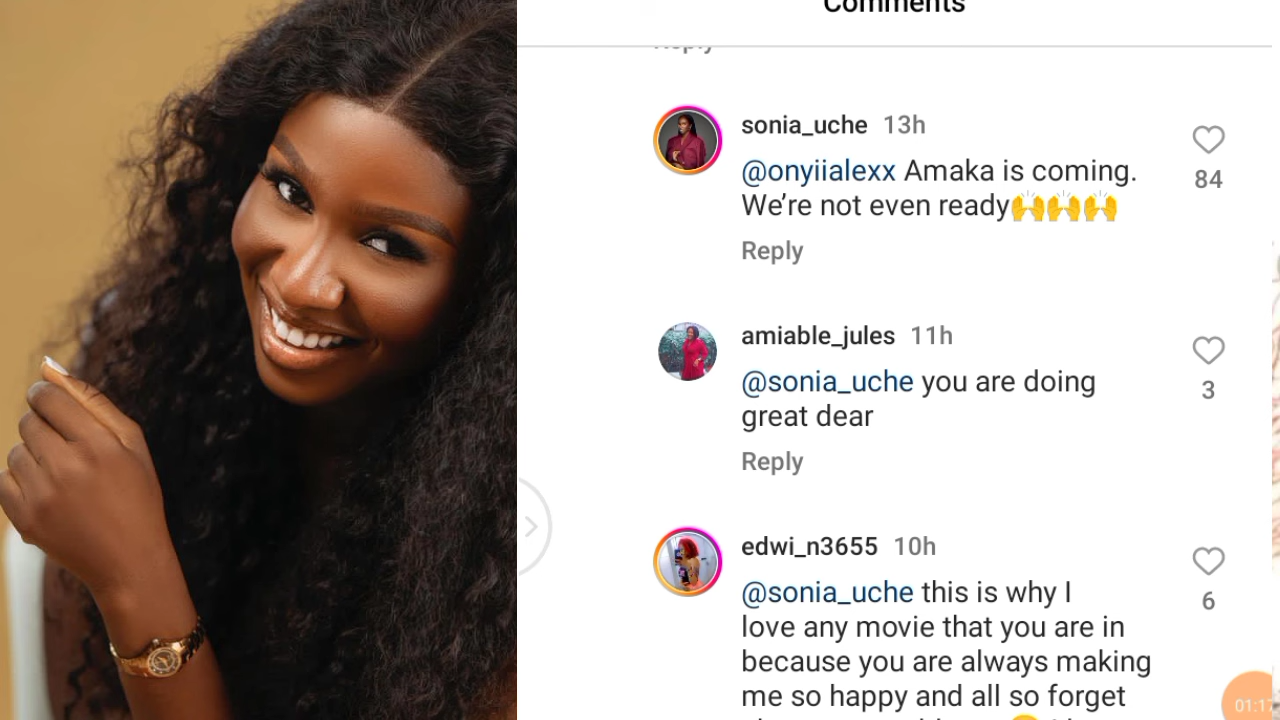 Comments
Reply
sonia_uche 13h
@onyiialexx Amaka is coming.
We’re not even ready🙌🙌🙌
84
Reply
amiable_jules 11h
@sonia_uche you are doing
great dear
3
Reply
edwi_n3655 10h
@sonia_uche this is why I
love any movie that you are in
because you are always making
6
me so happy and all so forget
01:17